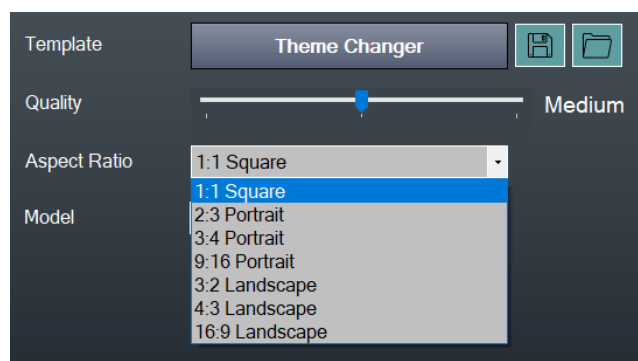 Template
Theme Changer
Quality
Medium
Aspect Ratio
1:1 Square
1:1 Square
2:3 Portrait
Model
3:4 Portrait
9:16 Portrait
3:2 Landscape
4:3 Landscape
16:9 Landscape